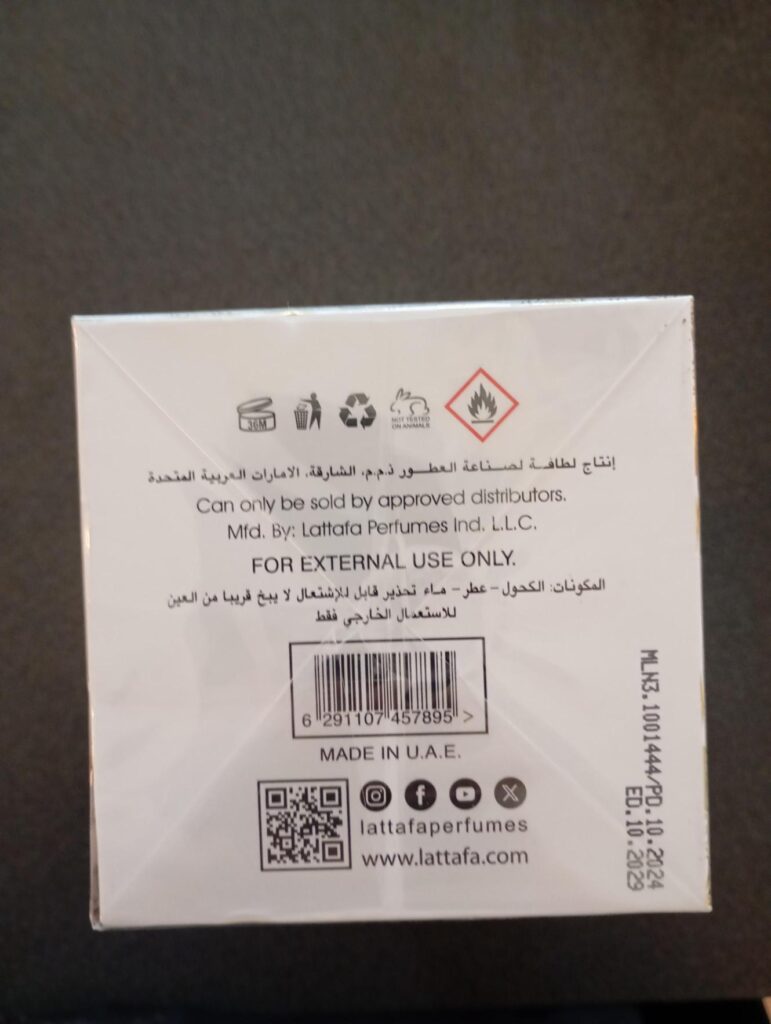 36M
NOT TESTED
ON ANIMALS
إنتاج لطافة لصناعة العطور ذ.م.م، الشارقة، الامارات العربية المتحدة
Can only be sold by approved distributors.
Mfd. By: Lattafa Perfumes Ind. L.L.C.
FOR EXTERNAL USE ONLY.
المكونات: الكحول - عطر - ماء تحذير قابل للإشتعال لا يبخ قريبا من العين
للاستعمال الخارجي فقط
6 291107 457895 >
MADE IN U.A.E.
lattafaperfumes
www.lattafa.com
MLN3.1001444/PD.10.2024
ED.10.2029